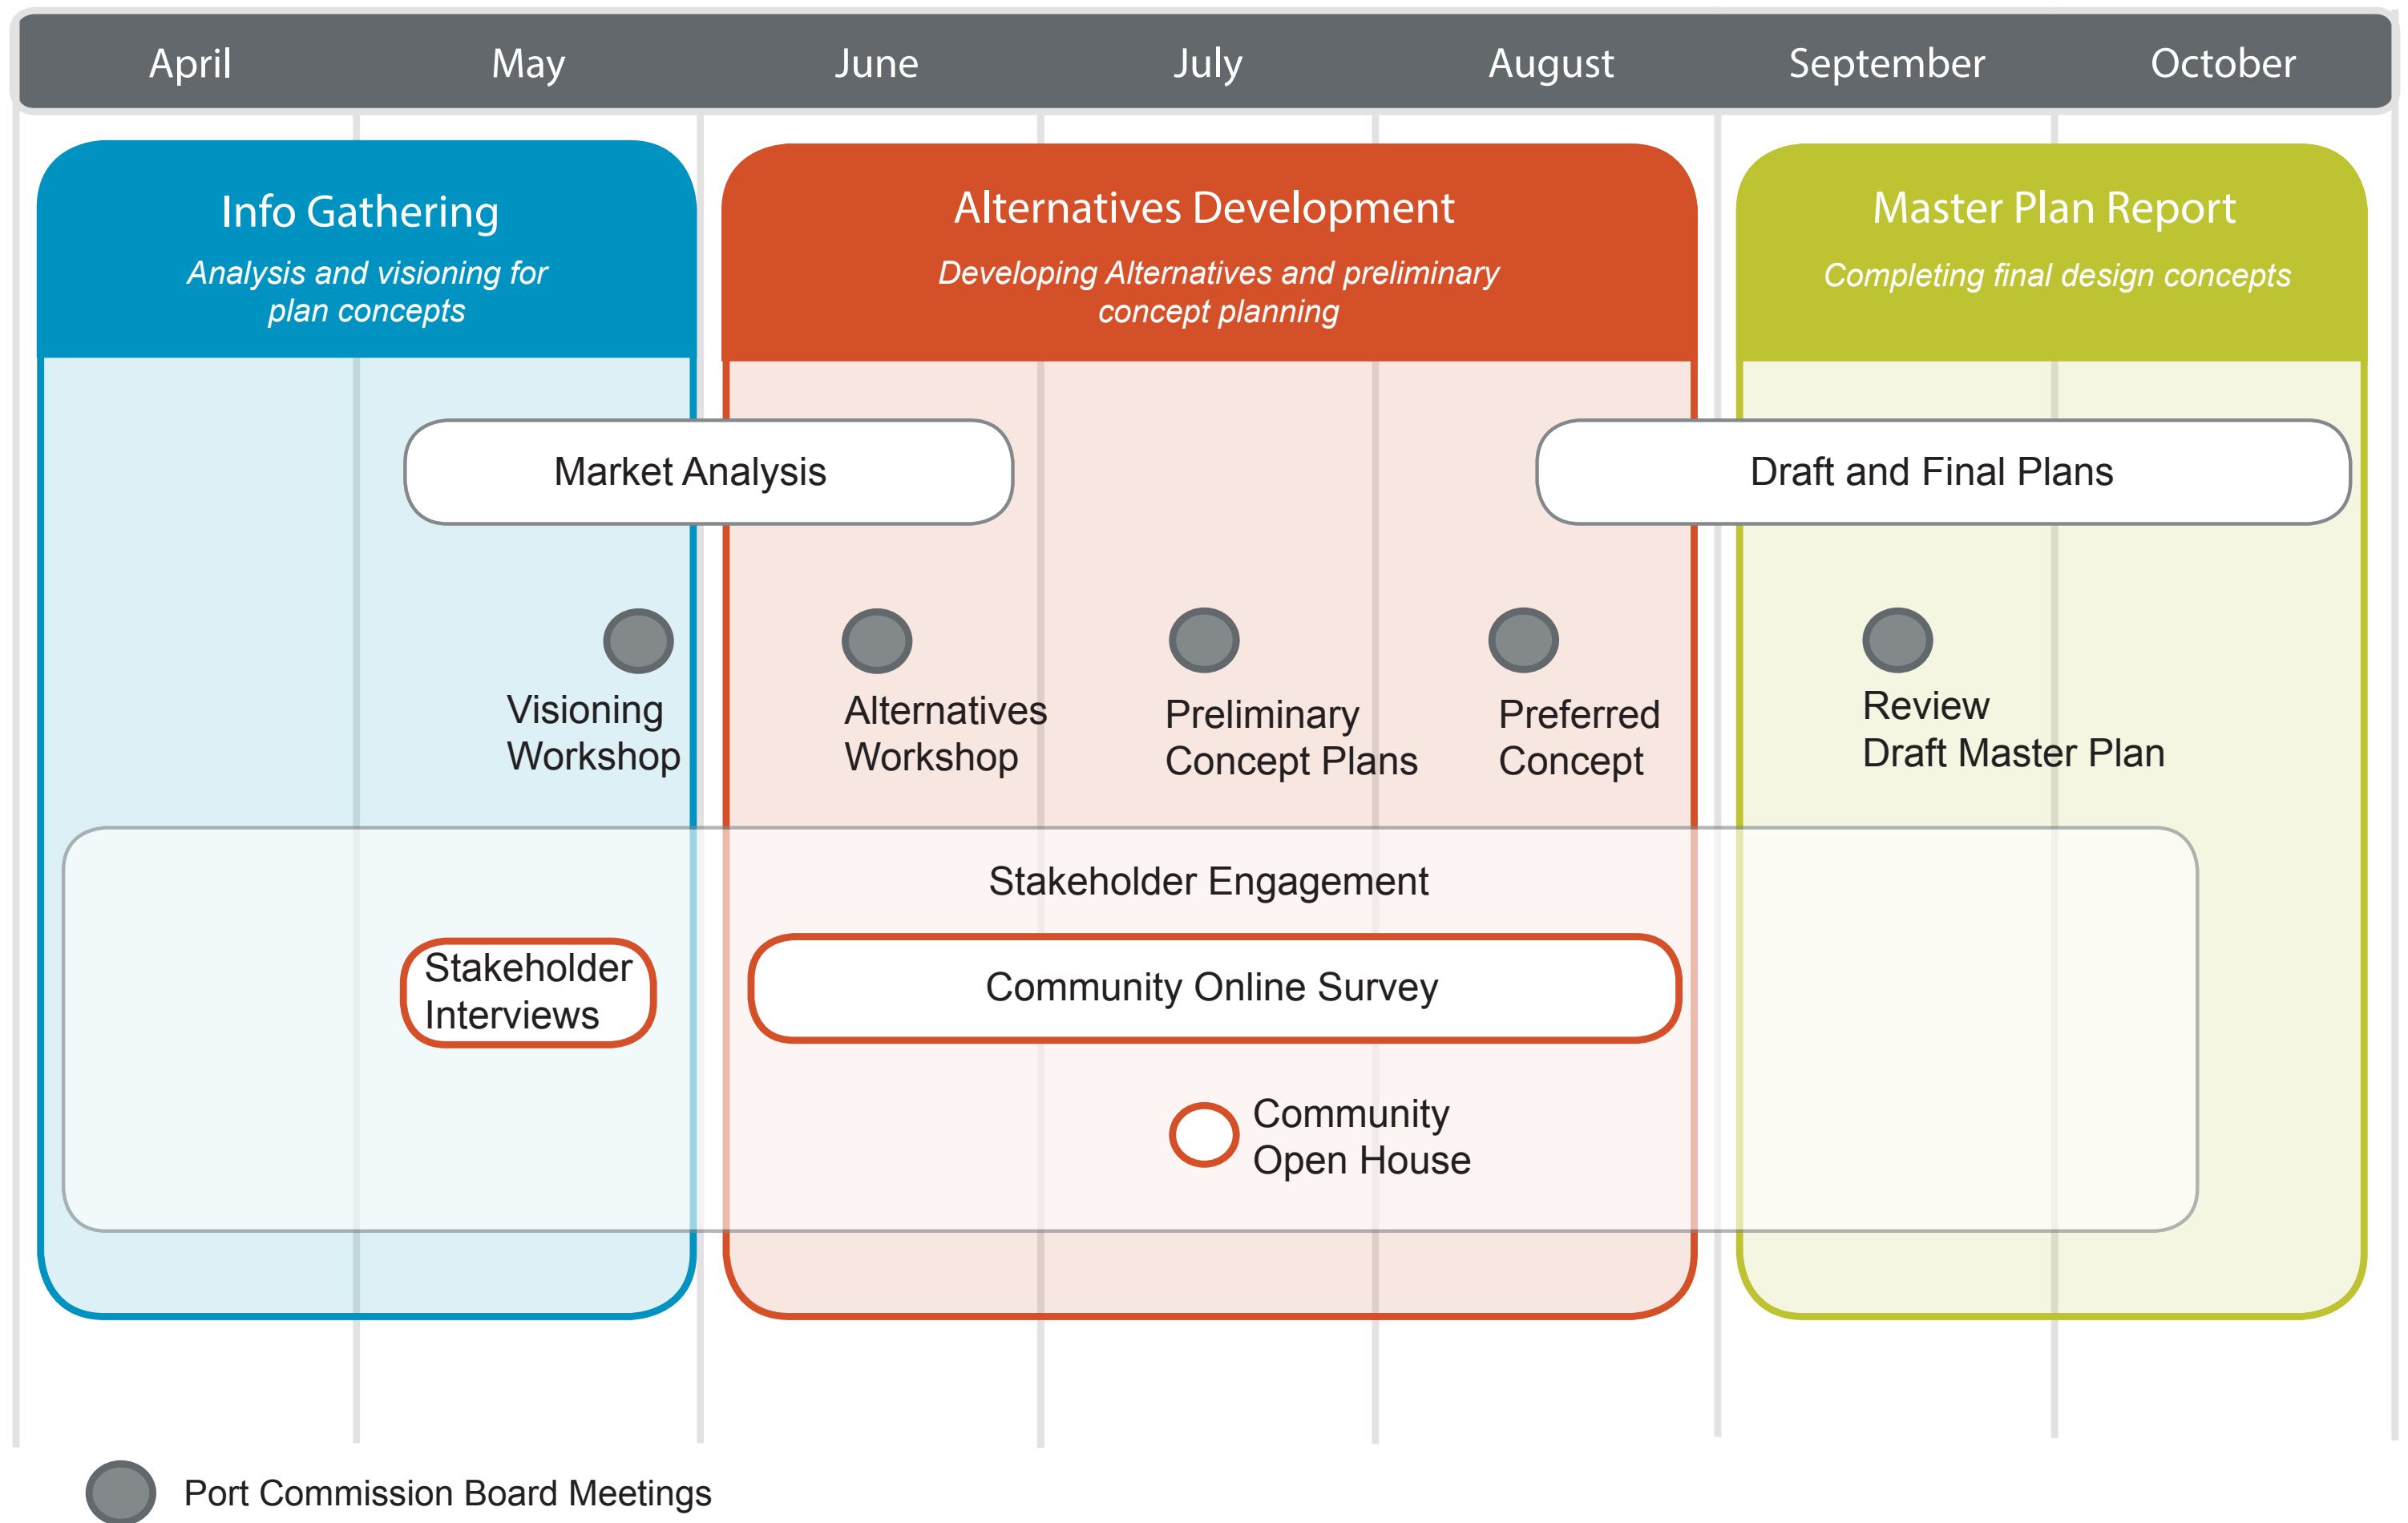 April May June July August September October
Info Gathering
Analysis and visioning for
plan concepts
Alternatives Development
Developing Alternatives and preliminary
concept planning
Master Plan Report
Completing final design concepts
Market Analysis
Draft and Final Plans
Visioning
Workshop
Alternatives
Workshop
Preliminary
Concept Plans
Preferred
Concept
Review
Draft Master Plan
Stakeholder Engagement
Stakeholder
Interviews
Community Online Survey
Community
Open House
Port Commission Board Meetings